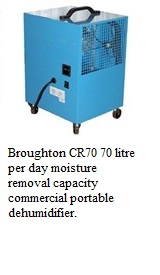 Broughton CR70 70 litre
per day moisture
removal capacity
commercial portable
dehumidifier.